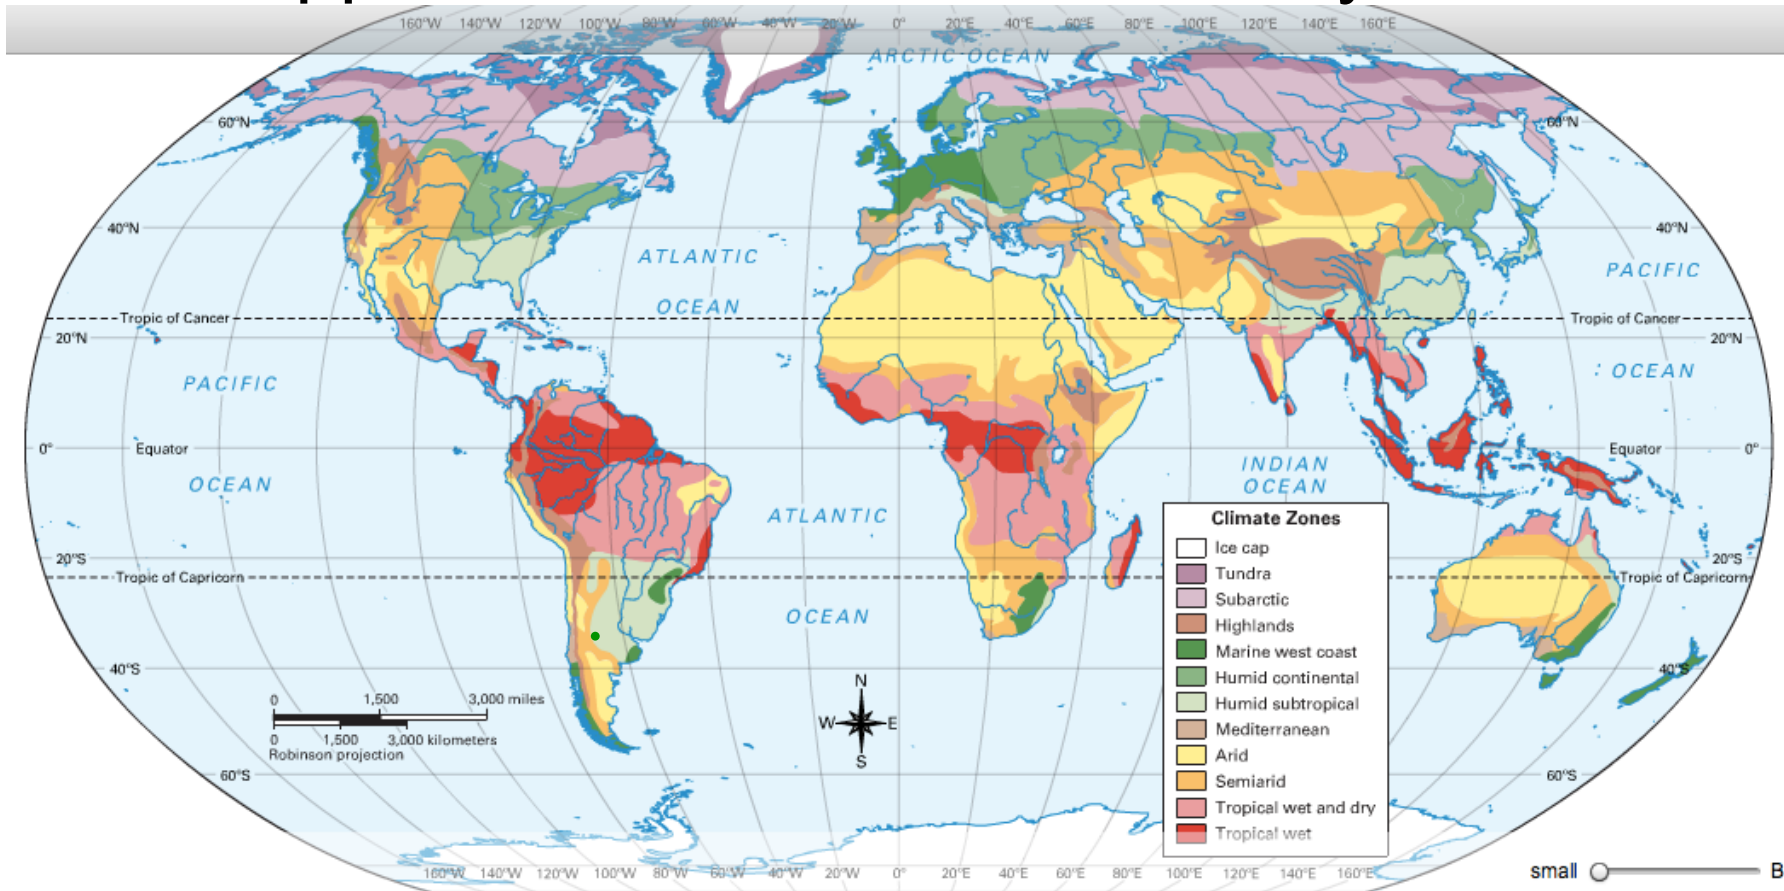 160°W 140°W 120°W 100°W 80°W 60°W 40°W 20°W 0° 20°E 40°E 60°E 80°E 100°E 120°E 140°E 160°E
ARCTIC OCEAN
60°N
60°N
40°N
40°N
ATLANTIC
OCEAN
PACIFIC
OCEAN
Tropic of Cancer
Tropic of Cancer
20°N
20°N
PACIFIC
OCEAN
0°
Equator
Equator
0°
INDIAN
OCEAN
ATLANTIC
OCEAN
20°S
20°S
Tropic of Capricorn
Tropic of Capricorn
40°S
40°S
60°S
60°S
0 1,500 3,000 miles
0 1,500 3,000 kilometers
Robinson projection
N
W E
S
Climate Zones
Ice cap
Tundra
Subarctic
Highlands
Marine west coast
Humid continental
Humid subtropical
Mediterranean
Arid
Semiarid
Tropical wet and dry
Tropical wet
160°W 140°W 120°W 100°W 80°W 60°W 40°W 20°W 0° 20°E 40°E 60°E 80°E 100°E 120°E 140°E 160°E
small B